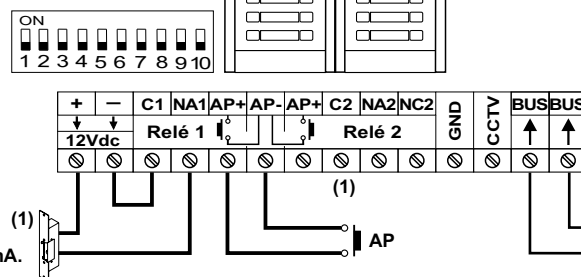 ON
1 2 3 4 5 6 7 8 9 10
+ − C1 NA1 AP+ AP- AP+ C2 NA2 NC2 GND CCTV BUS BUS
12Vdc Relé 1 Relé 2
(1)
(1)
AP
A.